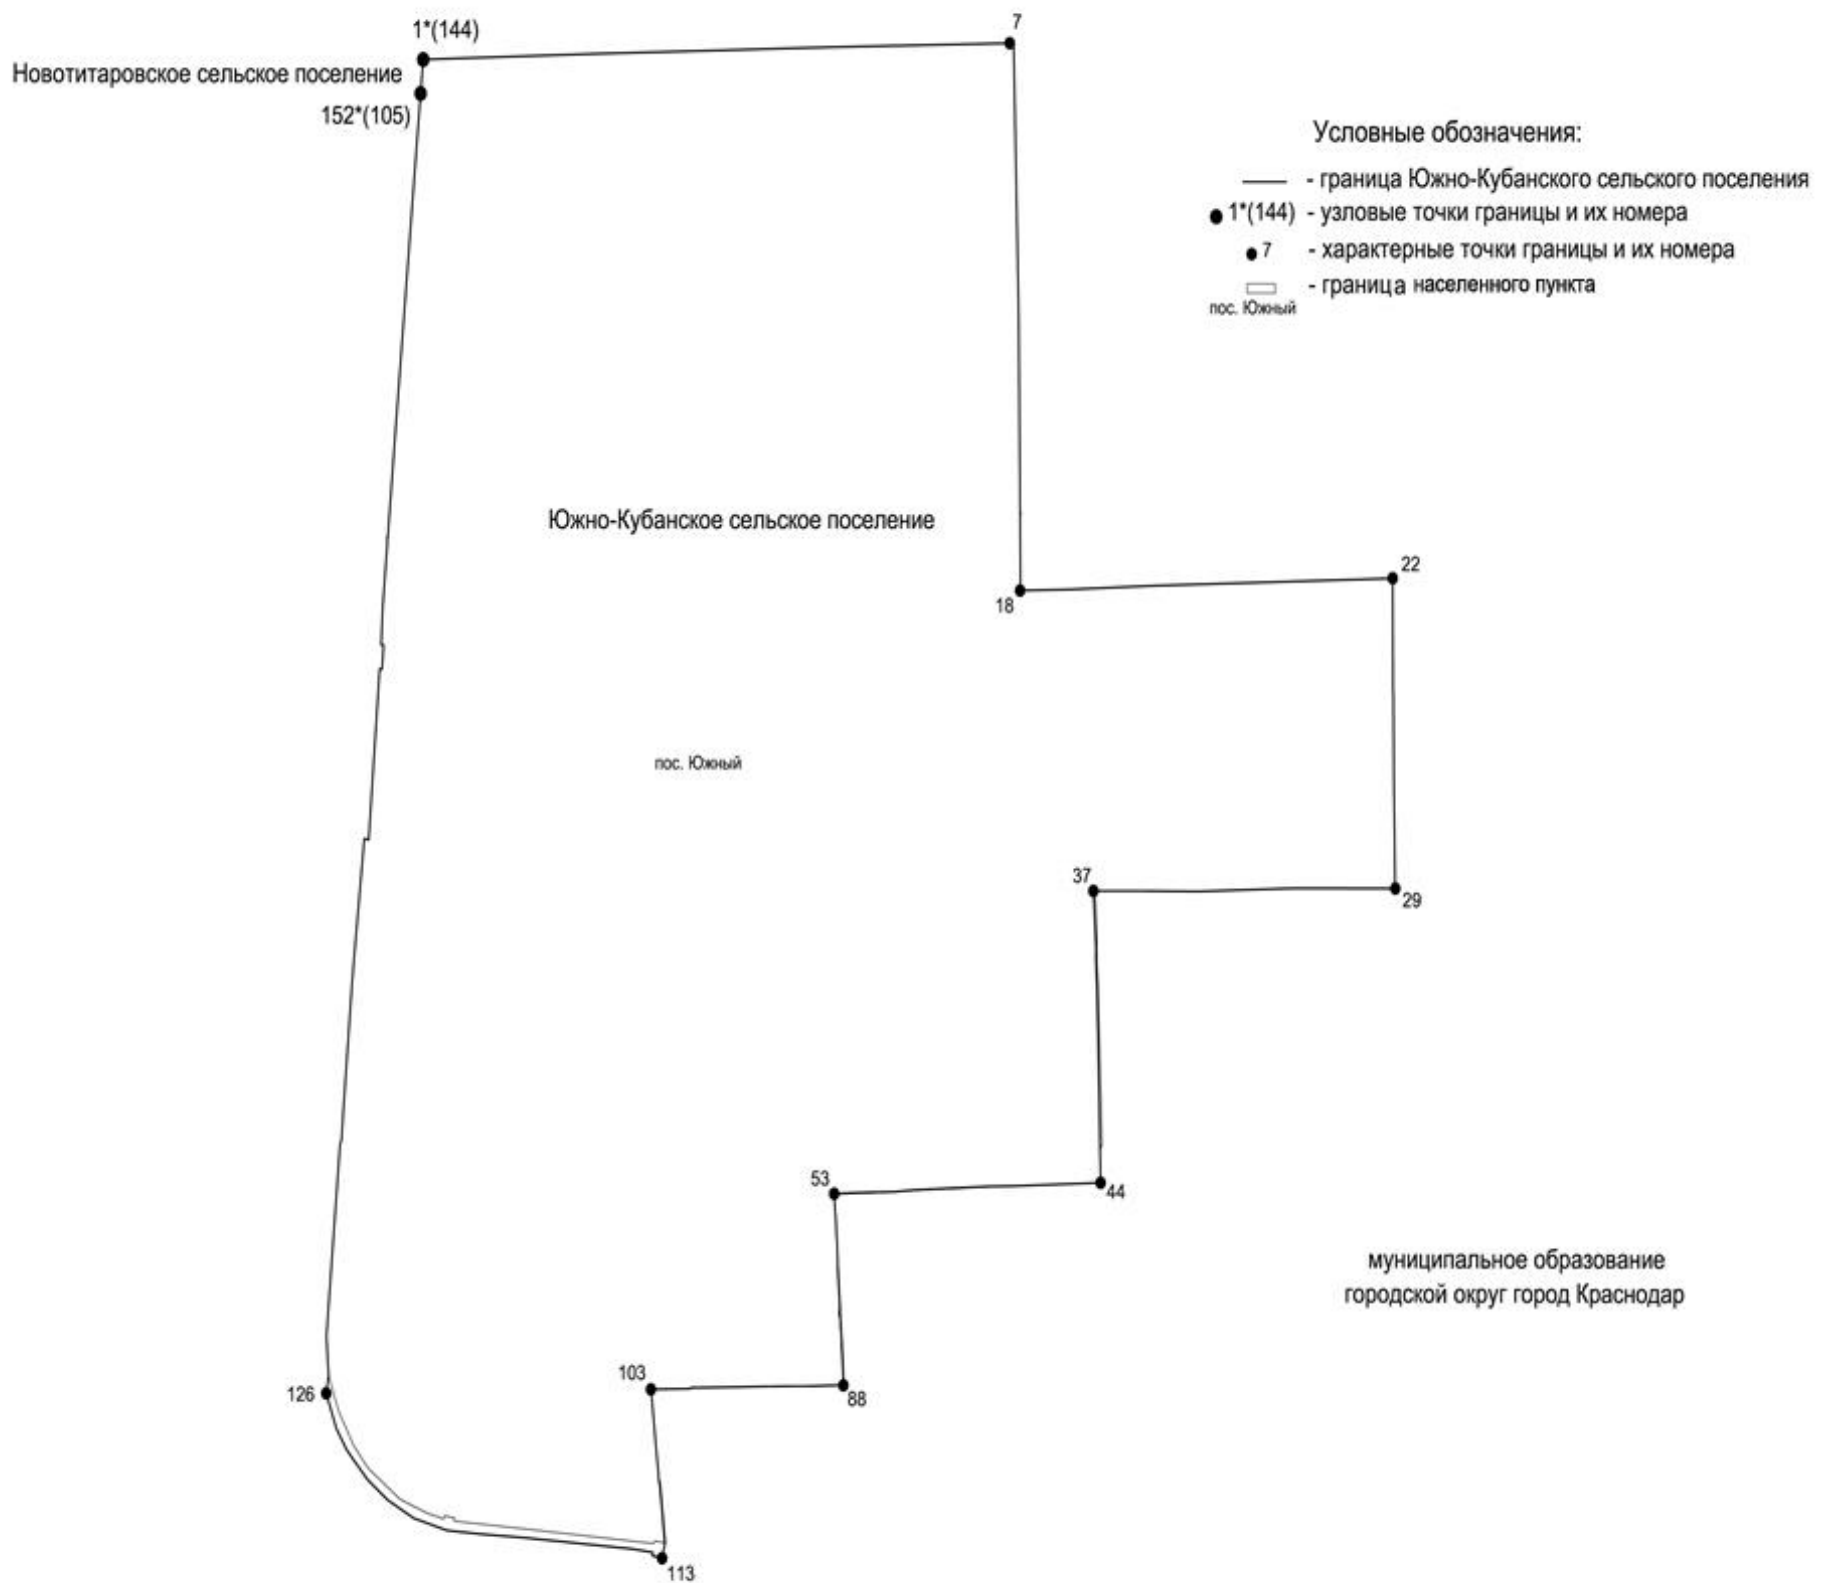 1*(144)
7
Новотитаровское сельское поселение
152*(105)
Условные обозначения:
- граница Южно-Кубанского сельского поселения
1*(144) - узловые точки границы и их номера
7 - характерные точки границы и их номера
- граница населенного пункта
пос. Южный
Южно-Кубанское сельское поселение
22
18
пос. Южный
37
29
53
44
муниципальное образование
городской округ город Краснодар
103
126
88
113